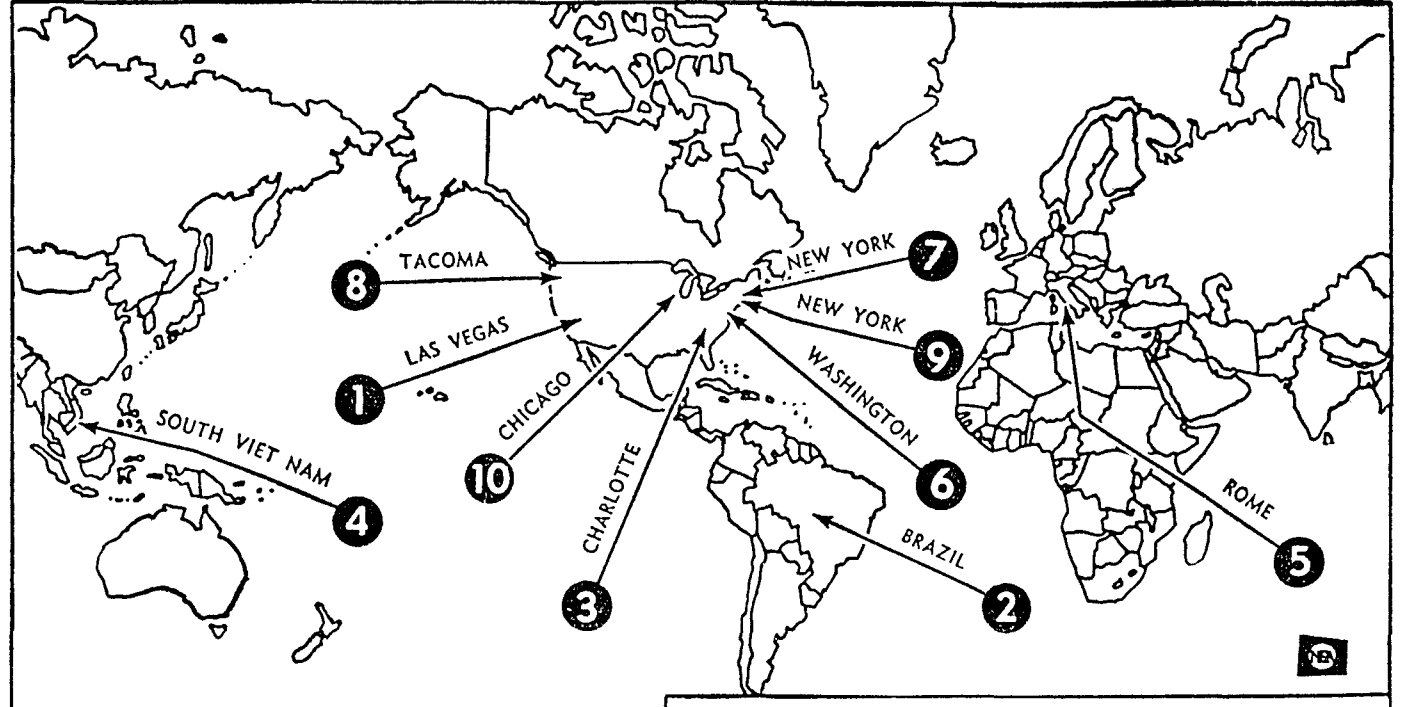 8 TACOMA
NEW YORK 7
NEW YORK 9
1 LAS VEGAS
WASHINGTON 6
10 CHICAGO
4 SOUTH VIET NAM
3 CHARLOTTE
2 BRAZIL
5 ROME
NEA